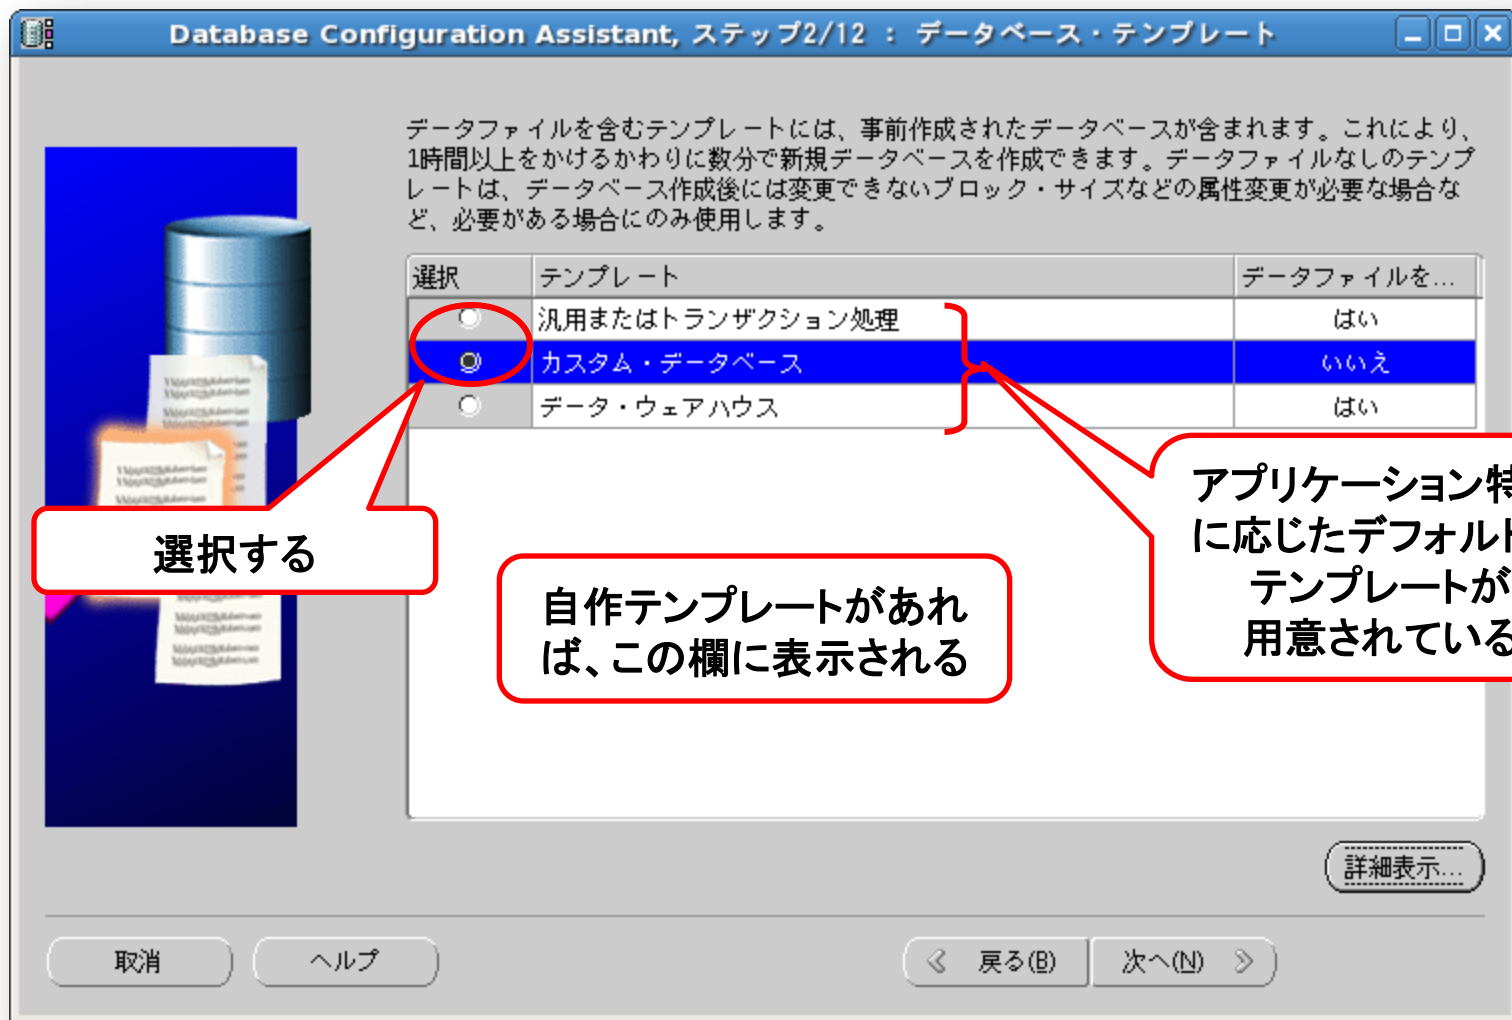 Database Configuration Assistant, ステップ2/12 : データベース・テンプレート
データファイルを含むテンプレートには、事前作成されたデータベースが含まれます。これにより、
1時間以上をかけるかわりに数分で新規データベースを作成できます。データファイルなしのテンプ
レートは、データベース作成後には変更できないブロック・サイズなどの属性変更が必要な場合な
ど、必要がある場合にのみ使用します。
選択 テンプレート データファイルを...
汎用またはトランザクション処理 はい
カスタム・データベース いいえ
データ・ウェアハウス はい
選択する
自作テンプレートがあれ
ば、この欄に表示される
アプリケーション特
に応じたデフォルト
テンプレートが
用意されている
詳細表示...
取消 ヘルプ 戻る(B) 次へ(N)